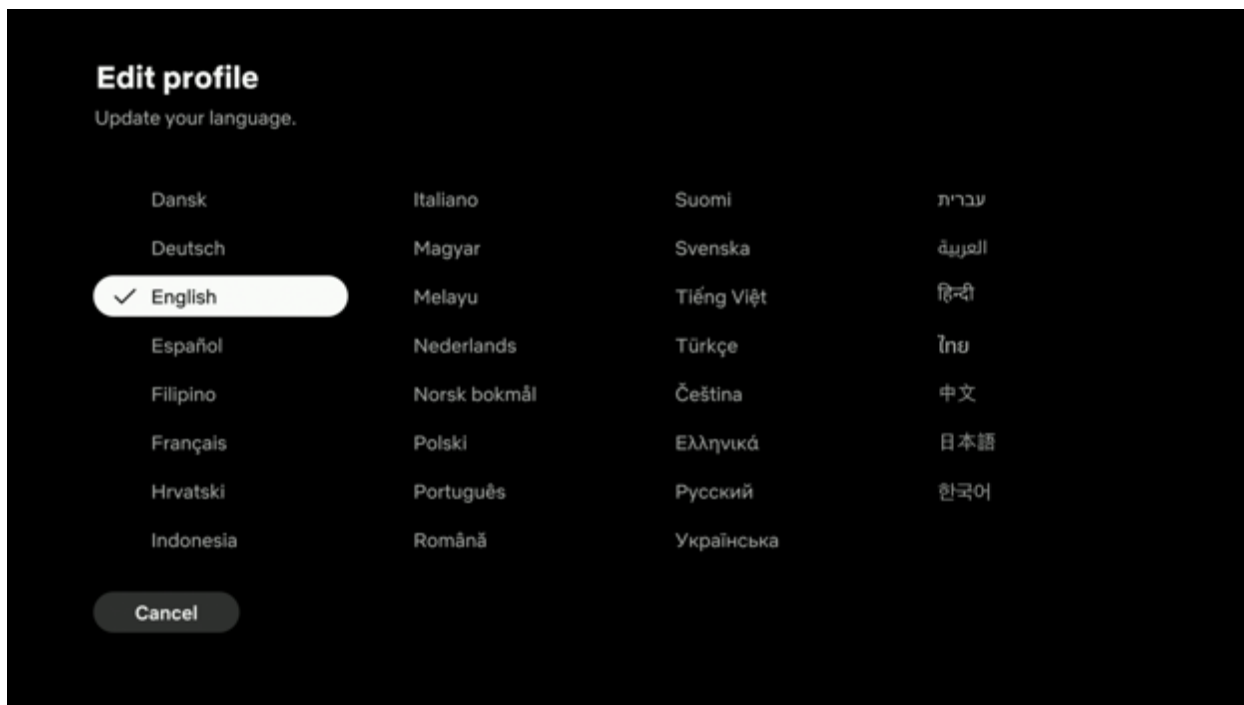 Edit profile
Update your language.
Dansk
Deutsch
English
Español
Filipino
Français
Hrvatski
Indonesia
Italiano
Magyar
Melayu
Nederlands
Norsk bokmål
Polski
Português
Română
Suomi
Svenska
Tiếng Việt
Türkçe
Čeština
Ελληνικά
Русский
Українська
עברית
العربية
हिन्दी
ไทย
中文
日本語
한국어
Cancel